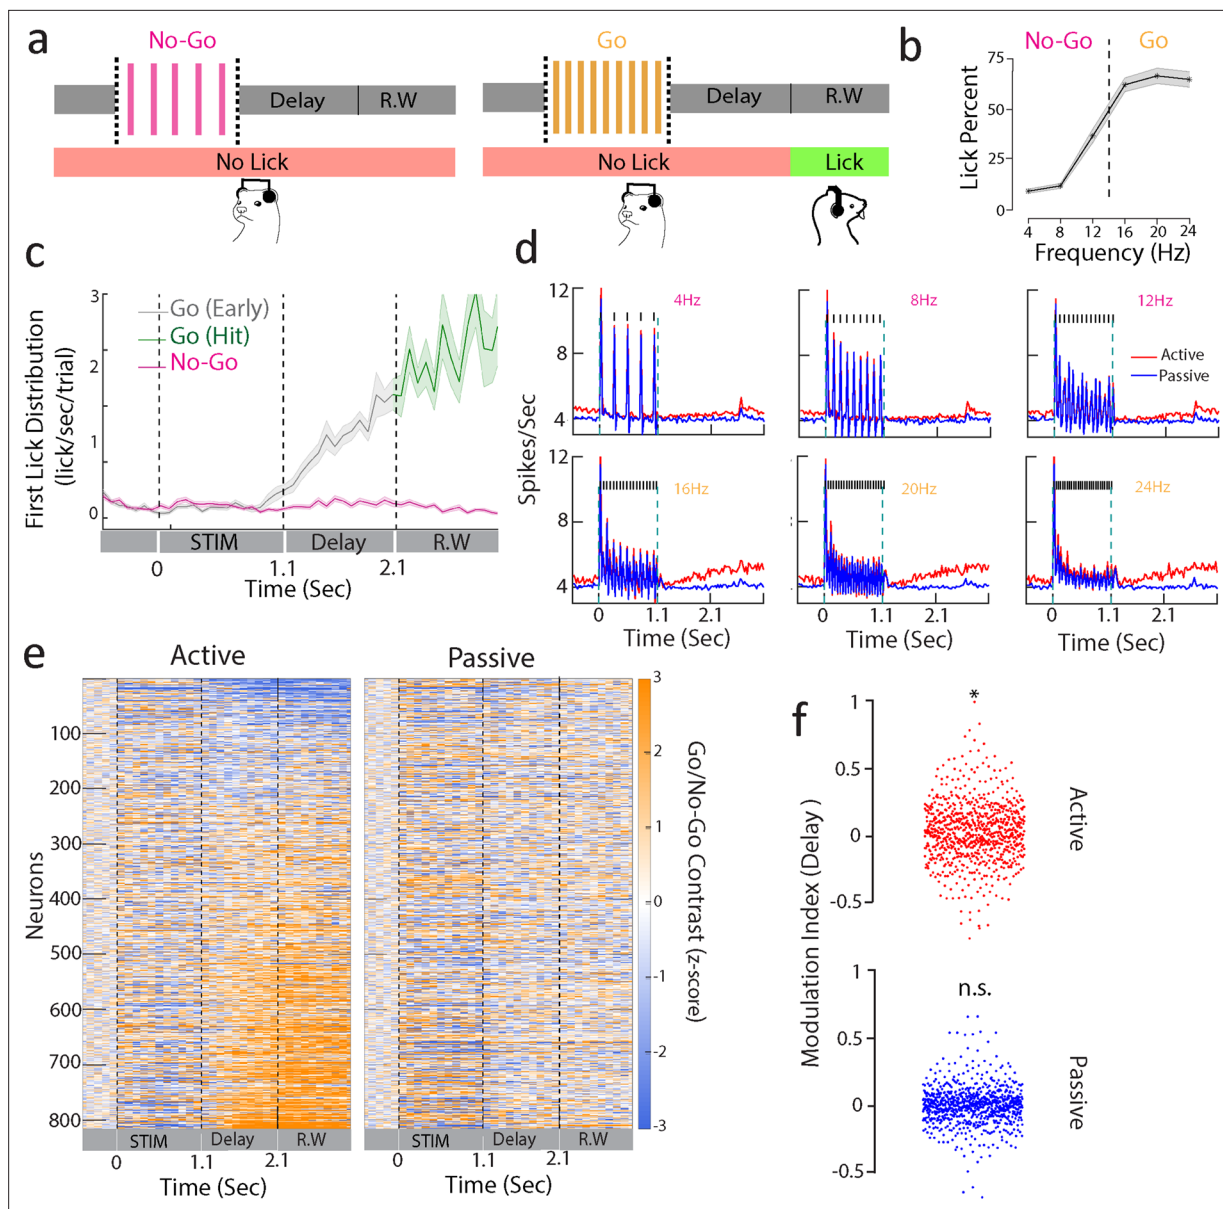 a
No-Go
Delay
R.W
No Lick
Go
Delay
R.W
No Lick
Lick
b
No-Go
Go
Lick Percent
75
50
25
0
4
8
12
16
20
24
Frequency (Hz)
c
First Lick Distribution
(lick/sec/trial)
3
2
1
0
Go (Early)
Go (Hit)
No-Go
STIM
Delay
R.W
0
1.1
2.1
Time (Sec)
d
Spikes/Sec
12
8
4
4Hz
8Hz
12Hz
Active
Passive
12
8
4
16Hz
20Hz
24Hz
0
1.1
2.1
Time (Sec)
0
1.1
2.1
Time (Sec)
0
1.1
2.1
Time (Sec)
e
Active
Passive
Neurons
100
200
300
400
500
600
700
800
STIM
Delay
R.W
0
1.1
2.1
Time (Sec)
STIM
Delay
R.W
0
1.1
2.1
Time (Sec)
3
2
1
0
-1
-2
-3
Go/No-Go Contrast (z-score)
f
Modulation Index (Delay)
1
0.5
0
-0.5
*
Active
1
0.5
0
-0.5
n.s.
Passive